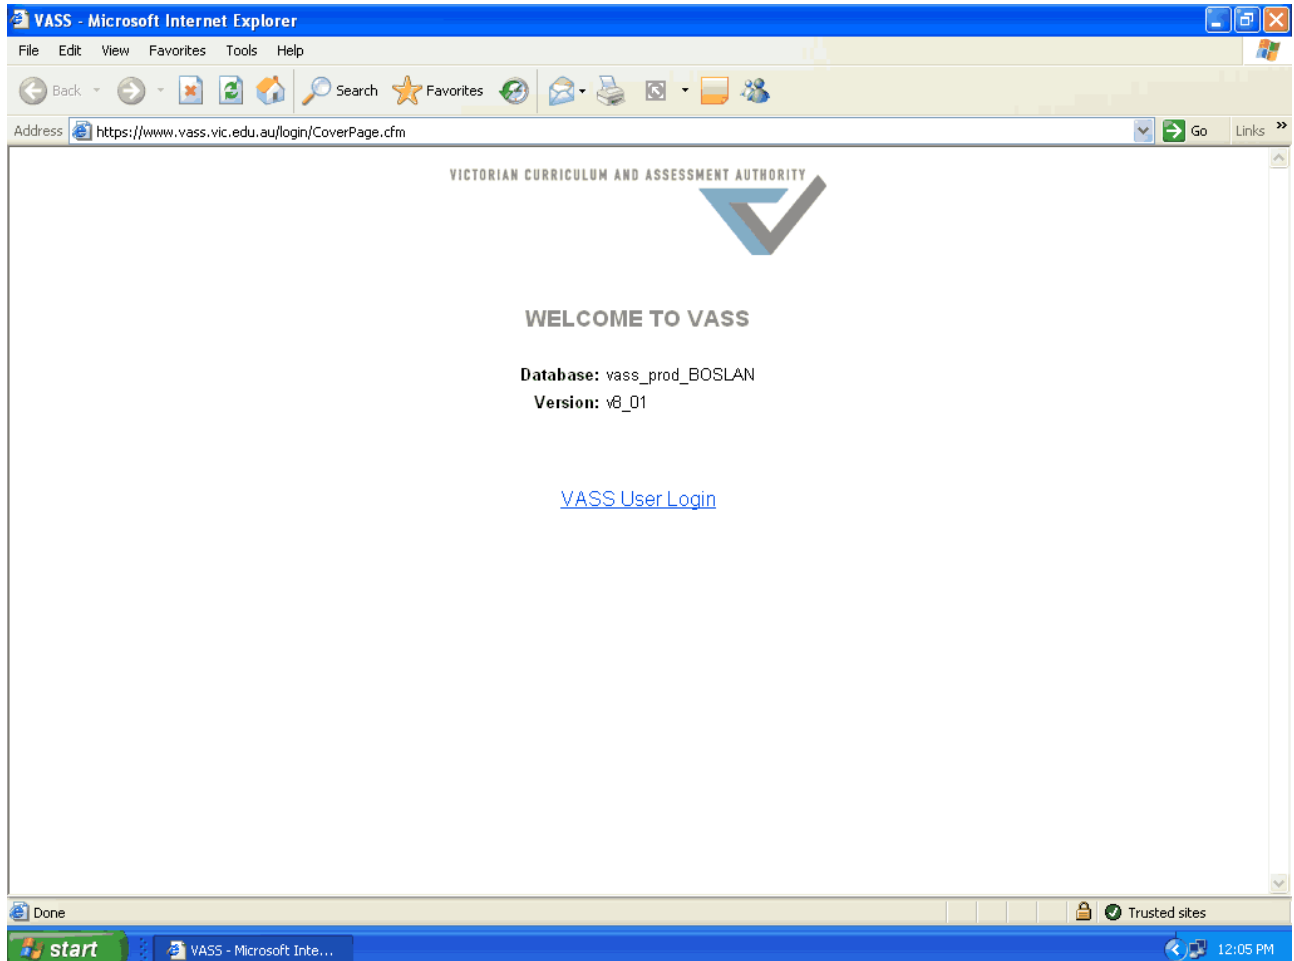 VASS - Microsoft Internet Explorer
File Edit View Favorites Tools Help
Back Search Favorites
Address https://www.vass.vic.edu.au/login/CoverPage.cfm Go Links »
VICTORIAN CURRICULUM AND ASSESSMENT AUTHORITY
WELCOME TO VASS
Database: vass_prod_BOSLAN
Version: v8_01
VASS User Login
Done Trusted sites
start VASS - Microsoft Inte... 12:05 PM